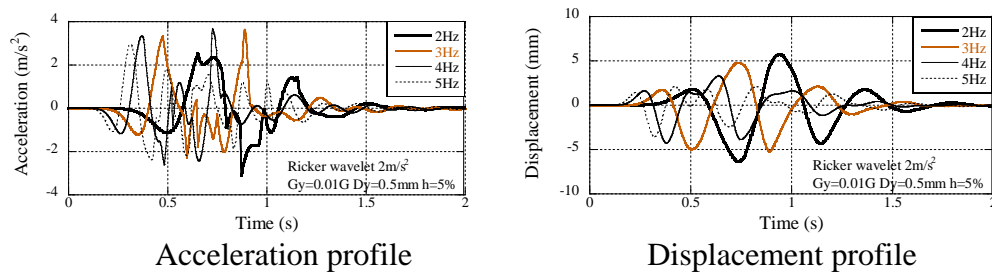 4
2
0
-2
-4
Acceleration (m/s²)
2Hz
3Hz
4Hz
5Hz
Ricker wavelet 2m/s²
Gy=0.01G Dy=0.5mm h=5%
0 0.5 1 1.5 2
Time (s)
Acceleration profile
10
5
0
-5
-10
Displacement (mm)
2Hz
3Hz
4Hz
5Hz
Ricker wavelet 2m/s²
Gy=0.01G Dy=0.5mm h=5%
0 0.5 1 1.5 2
Time (s)
Displacement profile